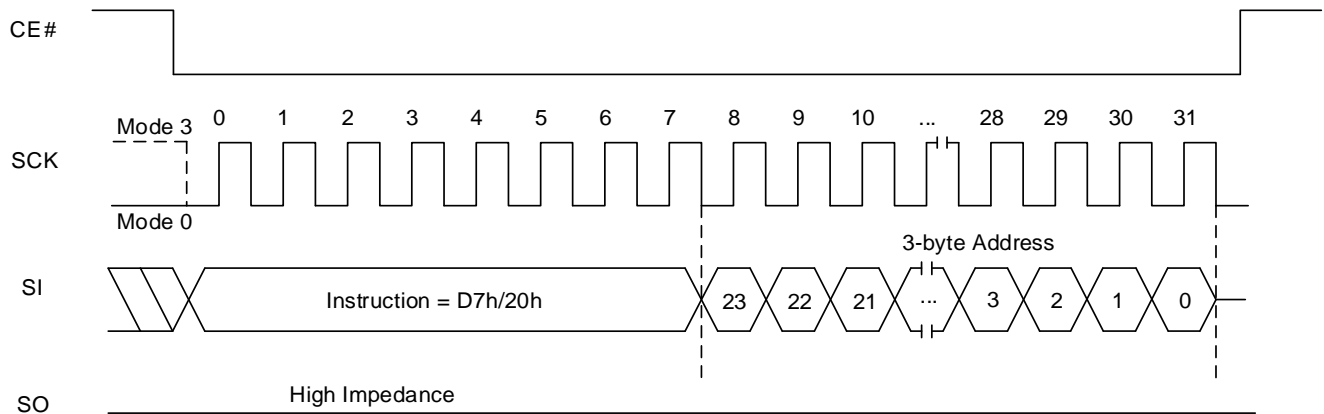 CE#
0 1 2 3 4 5 6 7 8 9 10 ... 28 29 30 31
Mode 3
SCK
Mode 0
3-byte Address
SI
Instruction = D7h/20h 23 22 21 ... 3 2 1 0
High Impedance
SO